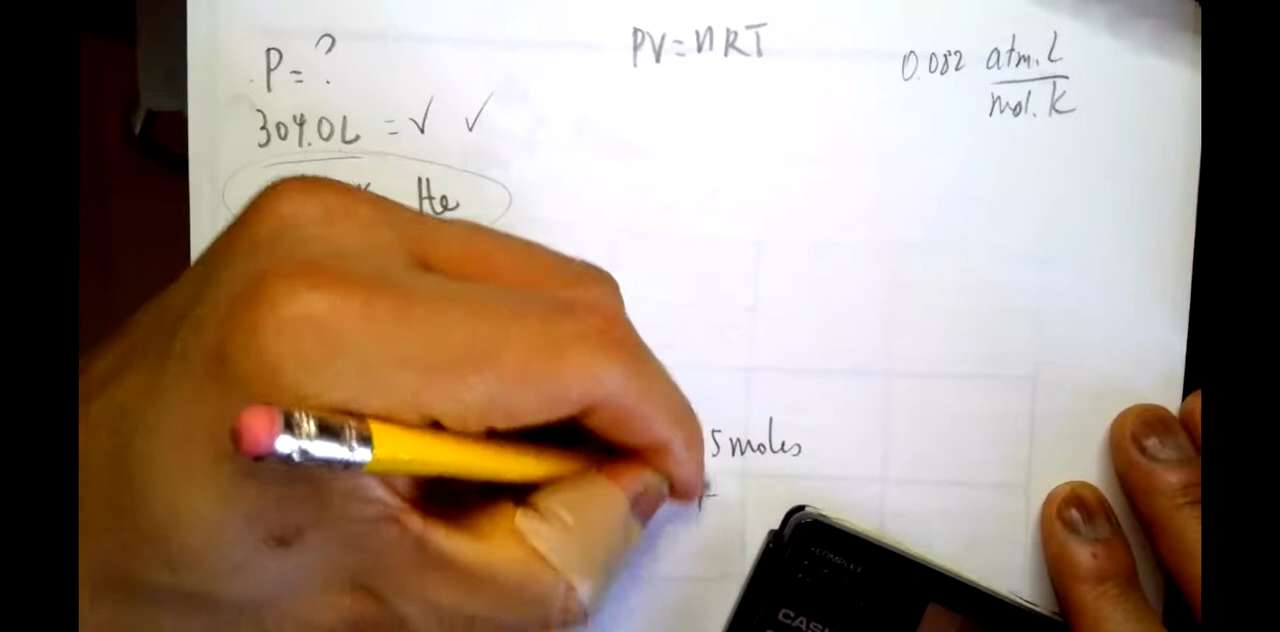 P = ?
PV = nRT
0.082 atm.L
mol.K
304.0L = ✓ ✓
He
5 moles